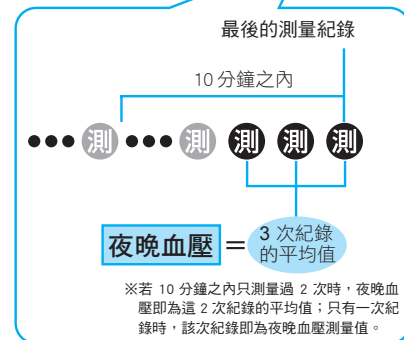 最後的測量紀錄
10 分鐘之內
●●● 測 ●●● 測 測 測 測
夜晚血壓 = 3 次紀錄
的平均值
※若 10 分鐘之內只測量過 2 次時，夜晚血
壓即為這 2 次紀錄的平均值；只有一次紀
錄時，該次紀錄即為夜晚血壓測量值。